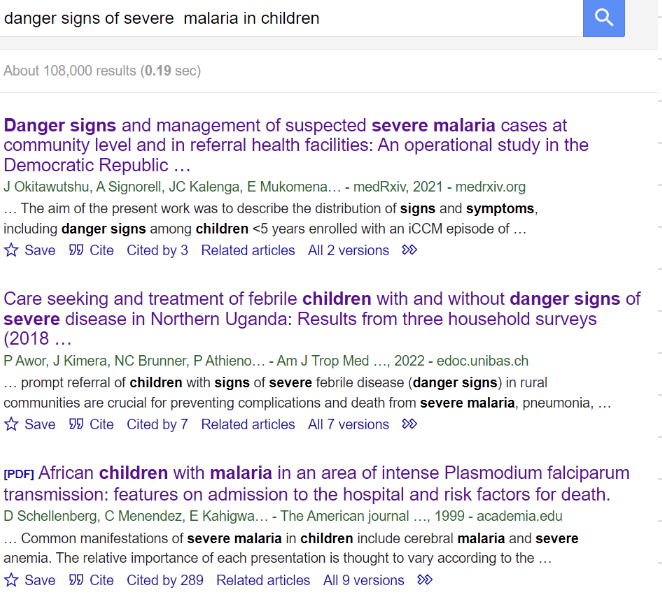 danger signs of severe  malaria in children
About 108,000 results (0.19 sec)
Danger signs and management of suspected severe malaria cases at
community level and in referral health facilities: An operational study in the
Democratic Republic …
J Okitawutshu, A Signorell, JC Kalenga, E Mukomena… - medRxiv, 2021 - medrxiv.org
… The aim of the present work was to describe the distribution of signs and symptoms,
including danger signs among children <5 years enrolled with an iCCM episode of …
Save Cite Cited by 3 Related articles All 2 versions
Care seeking and treatment of febrile children with and without danger signs of
severe disease in Northern Uganda: Results from three household surveys
(2018 …
P Awor, J Kimera, NC Brunner, P Athieno… - Am J Trop Med …, 2022 - edoc.unibas.ch
… prompt referral of children with signs of severe febrile disease (danger signs) in rural
communities are crucial for preventing complications and death from severe malaria, pneumonia, …
Save Cite Cited by 7 Related articles All 7 versions
[PDF] African children with malaria in an area of intense Plasmodium falciparum
transmission: features on admission to the hospital and risk factors for death.
D Schellenberg, C Menendez, E Kahigwa… - The American journal …, 1999 - academia.edu
… Common manifestations of severe malaria in children include cerebral malaria and severe
anemia. The relative importance of each presentation is thought to vary according to the …
Save Cite Cited by 289 Related articles All 9 versions